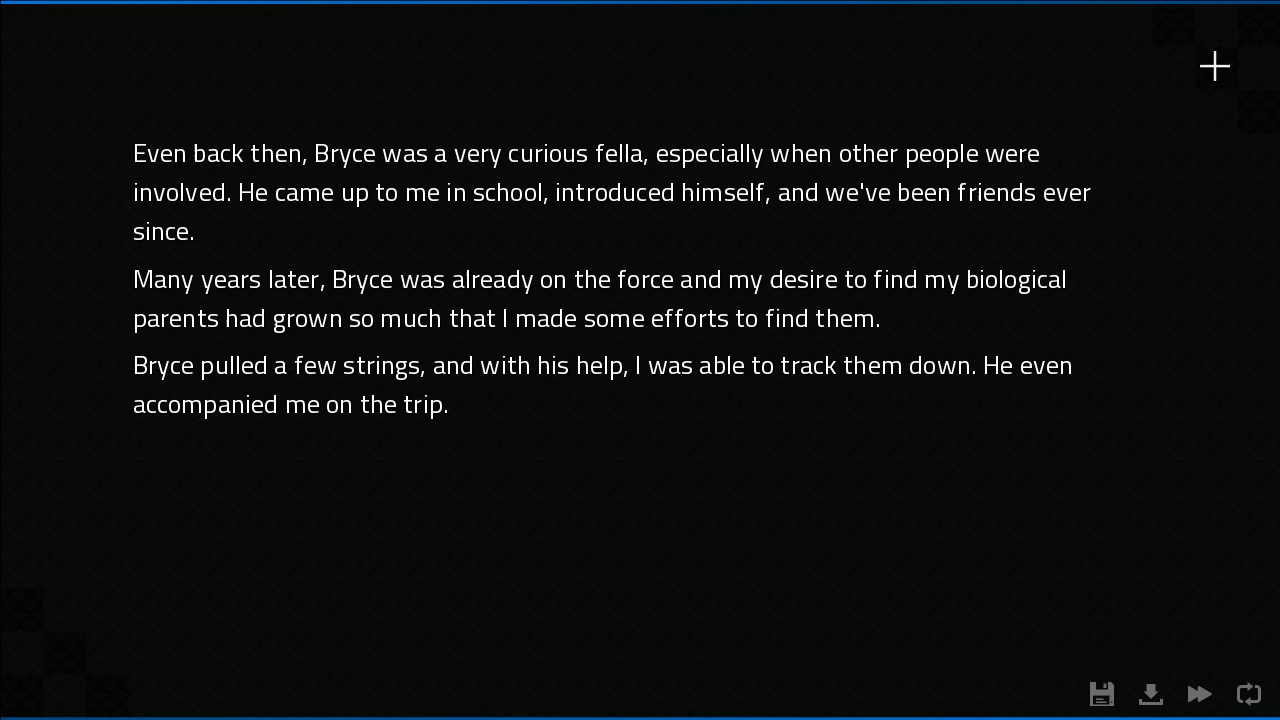 Even back then, Bryce was a very curious fella, especially when other people were
involved. He came up to me in school, introduced himself, and we've been friends ever
since.
Many years later, Bryce was already on the force and my desire to find my biological
parents had grown so much that I made some efforts to find them.
Bryce pulled a few strings, and with his help, I was able to track them down. He even
accompanied me on the trip.